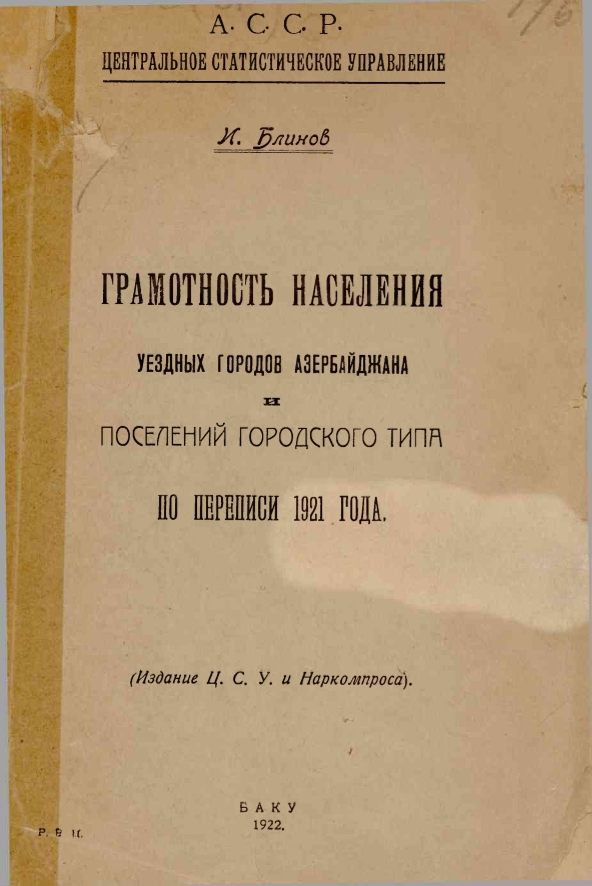 А. С. С. Р.
ЦЕНТРАЛЬНОЕ СТАТИСТИЧЕСКОЕ УПРАВЛЕНИЕ
И. Блинов
ГРАМОТНОСТЬ НАСЕЛЕНИЯ
УЕЗДНЫХ ГОРОДОВ АЗЕРБАЙДЖАНА
И
ПОСЕЛЕНИЙ ГОРОДСКОГО ТИПА
ПО ПЕРЕПИСИ 1921 ГОДА.
(Издание Ц. С. У. и Наркомпроса).
БАКУ
1922.